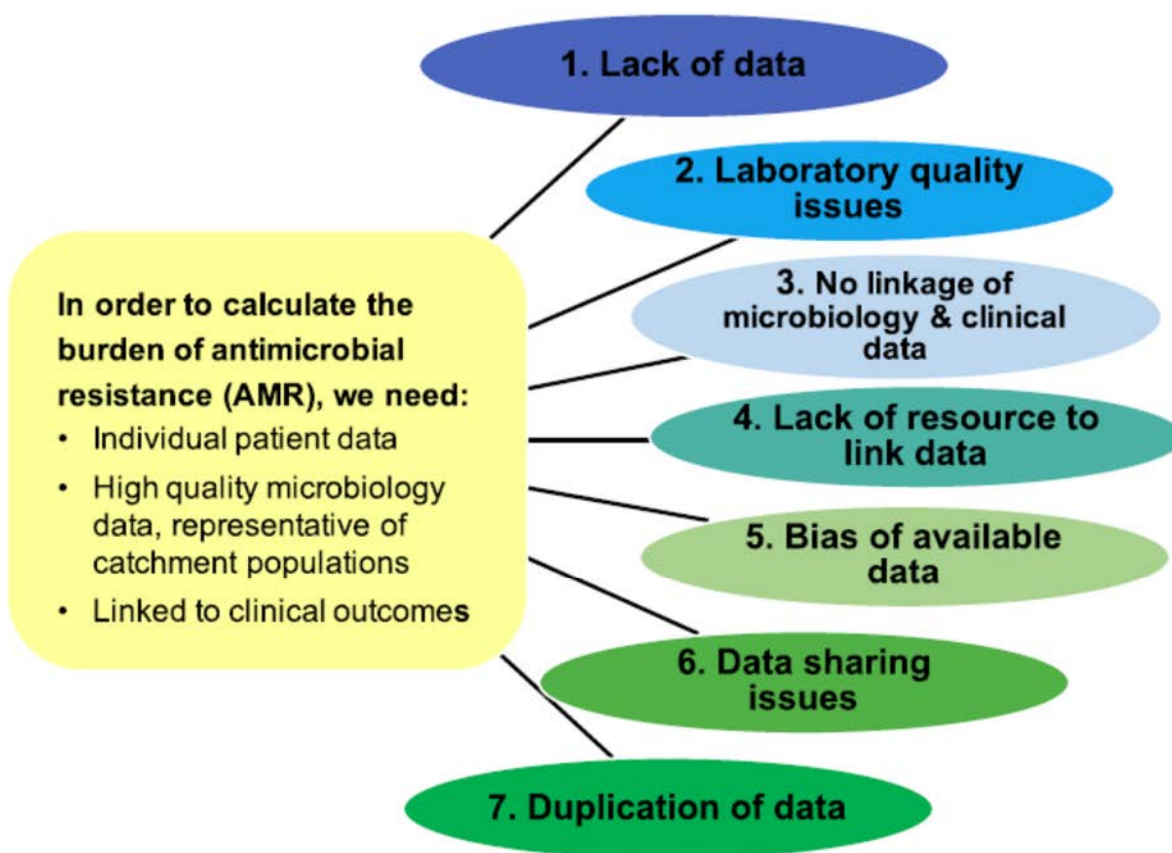 In order to calculate the
burden of antimicrobial
resistance (AMR), we need:
• Individual patient data
• High quality microbiology
data, representative of
catchment populations
• Linked to clinical outcomes
1. Lack of data
2. Laboratory quality
issues
3. No linkage of
microbiology & clinical
data
4. Lack of resource to
link data
5. Bias of available
data
6. Data sharing
issues
7. Duplication of data